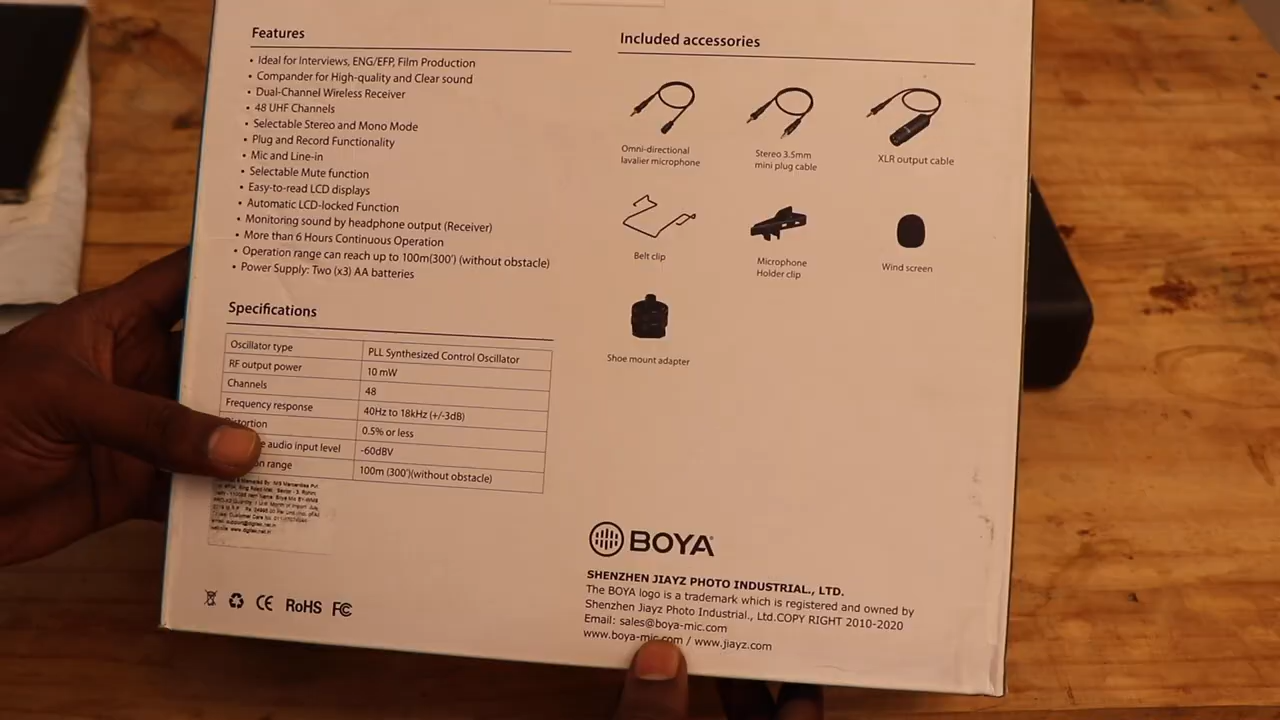 Features
• Ideal for Interviews, ENG/EFP, Film Production
• Compander for High-quality and Clear sound
• Dual-Channel Wireless Receiver
• 48 UHF Channels
• Selectable Stereo and Mono Mode
• Plug and Record Functionality
• Mic and Line-in
• Selectable Mute function
• Easy-to-read LCD displays
• Automatic LCD-locked Function
• Monitoring sound by headphone output (Receiver)
• More than 6 Hours Continuous Operation
• Operation range can reach up to 100m(300') (without obstacle)
• Power Supply: Two (x3) AA batteries
Specifications
Oscillator type PLL Synthesized Control Oscillator
RF output power 10 mW
Channels 48
Frequency response 40Hz to 18kHz (+/-3dB)
0.5% or less
audio input level -60dBV
range 100m (300')(without obstacle)
website: www.digitek.net.in
CE RoHS FC
Included accessories
Omni-directional
lavalier microphone
Stereo 3.5mm
mini plug cable
XLR output cable
Belt clip
Microphone
Holder clip
Wind screen
Shoe mount adapter
BOYA
SHENZHEN JIAYZ PHOTO INDUSTRIAL., LTD.
The BOYA logo is a trademark which is registered and owned by
Shenzhen Jiayz Photo Industrial., Ltd.COPY RIGHT 2010-2020
Email: sales@boya-mic.com
www.boya-mic.com / www.jiayz.com